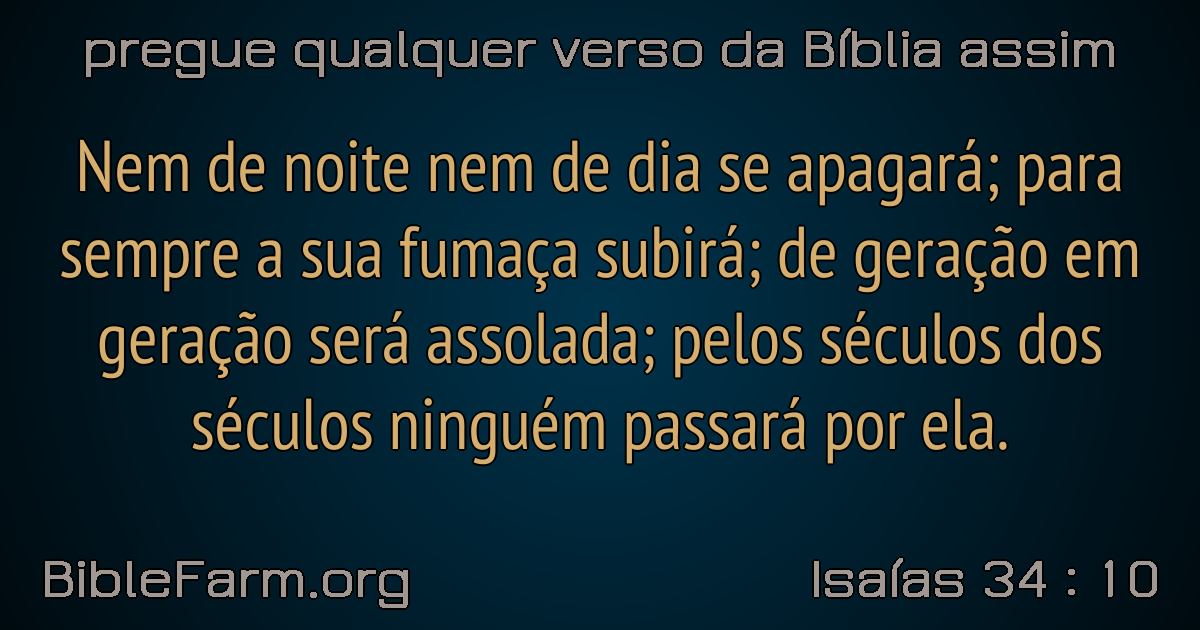 pregue qualquer verso da Bíblia assim
Nem de noite nem de dia se apagará; para
sempre a sua fumaça subirá; de geração em
geração será assolada; pelos séculos dos
séculos ninguém passará por ela.
BibleFarm.org
Isaías 34 : 10